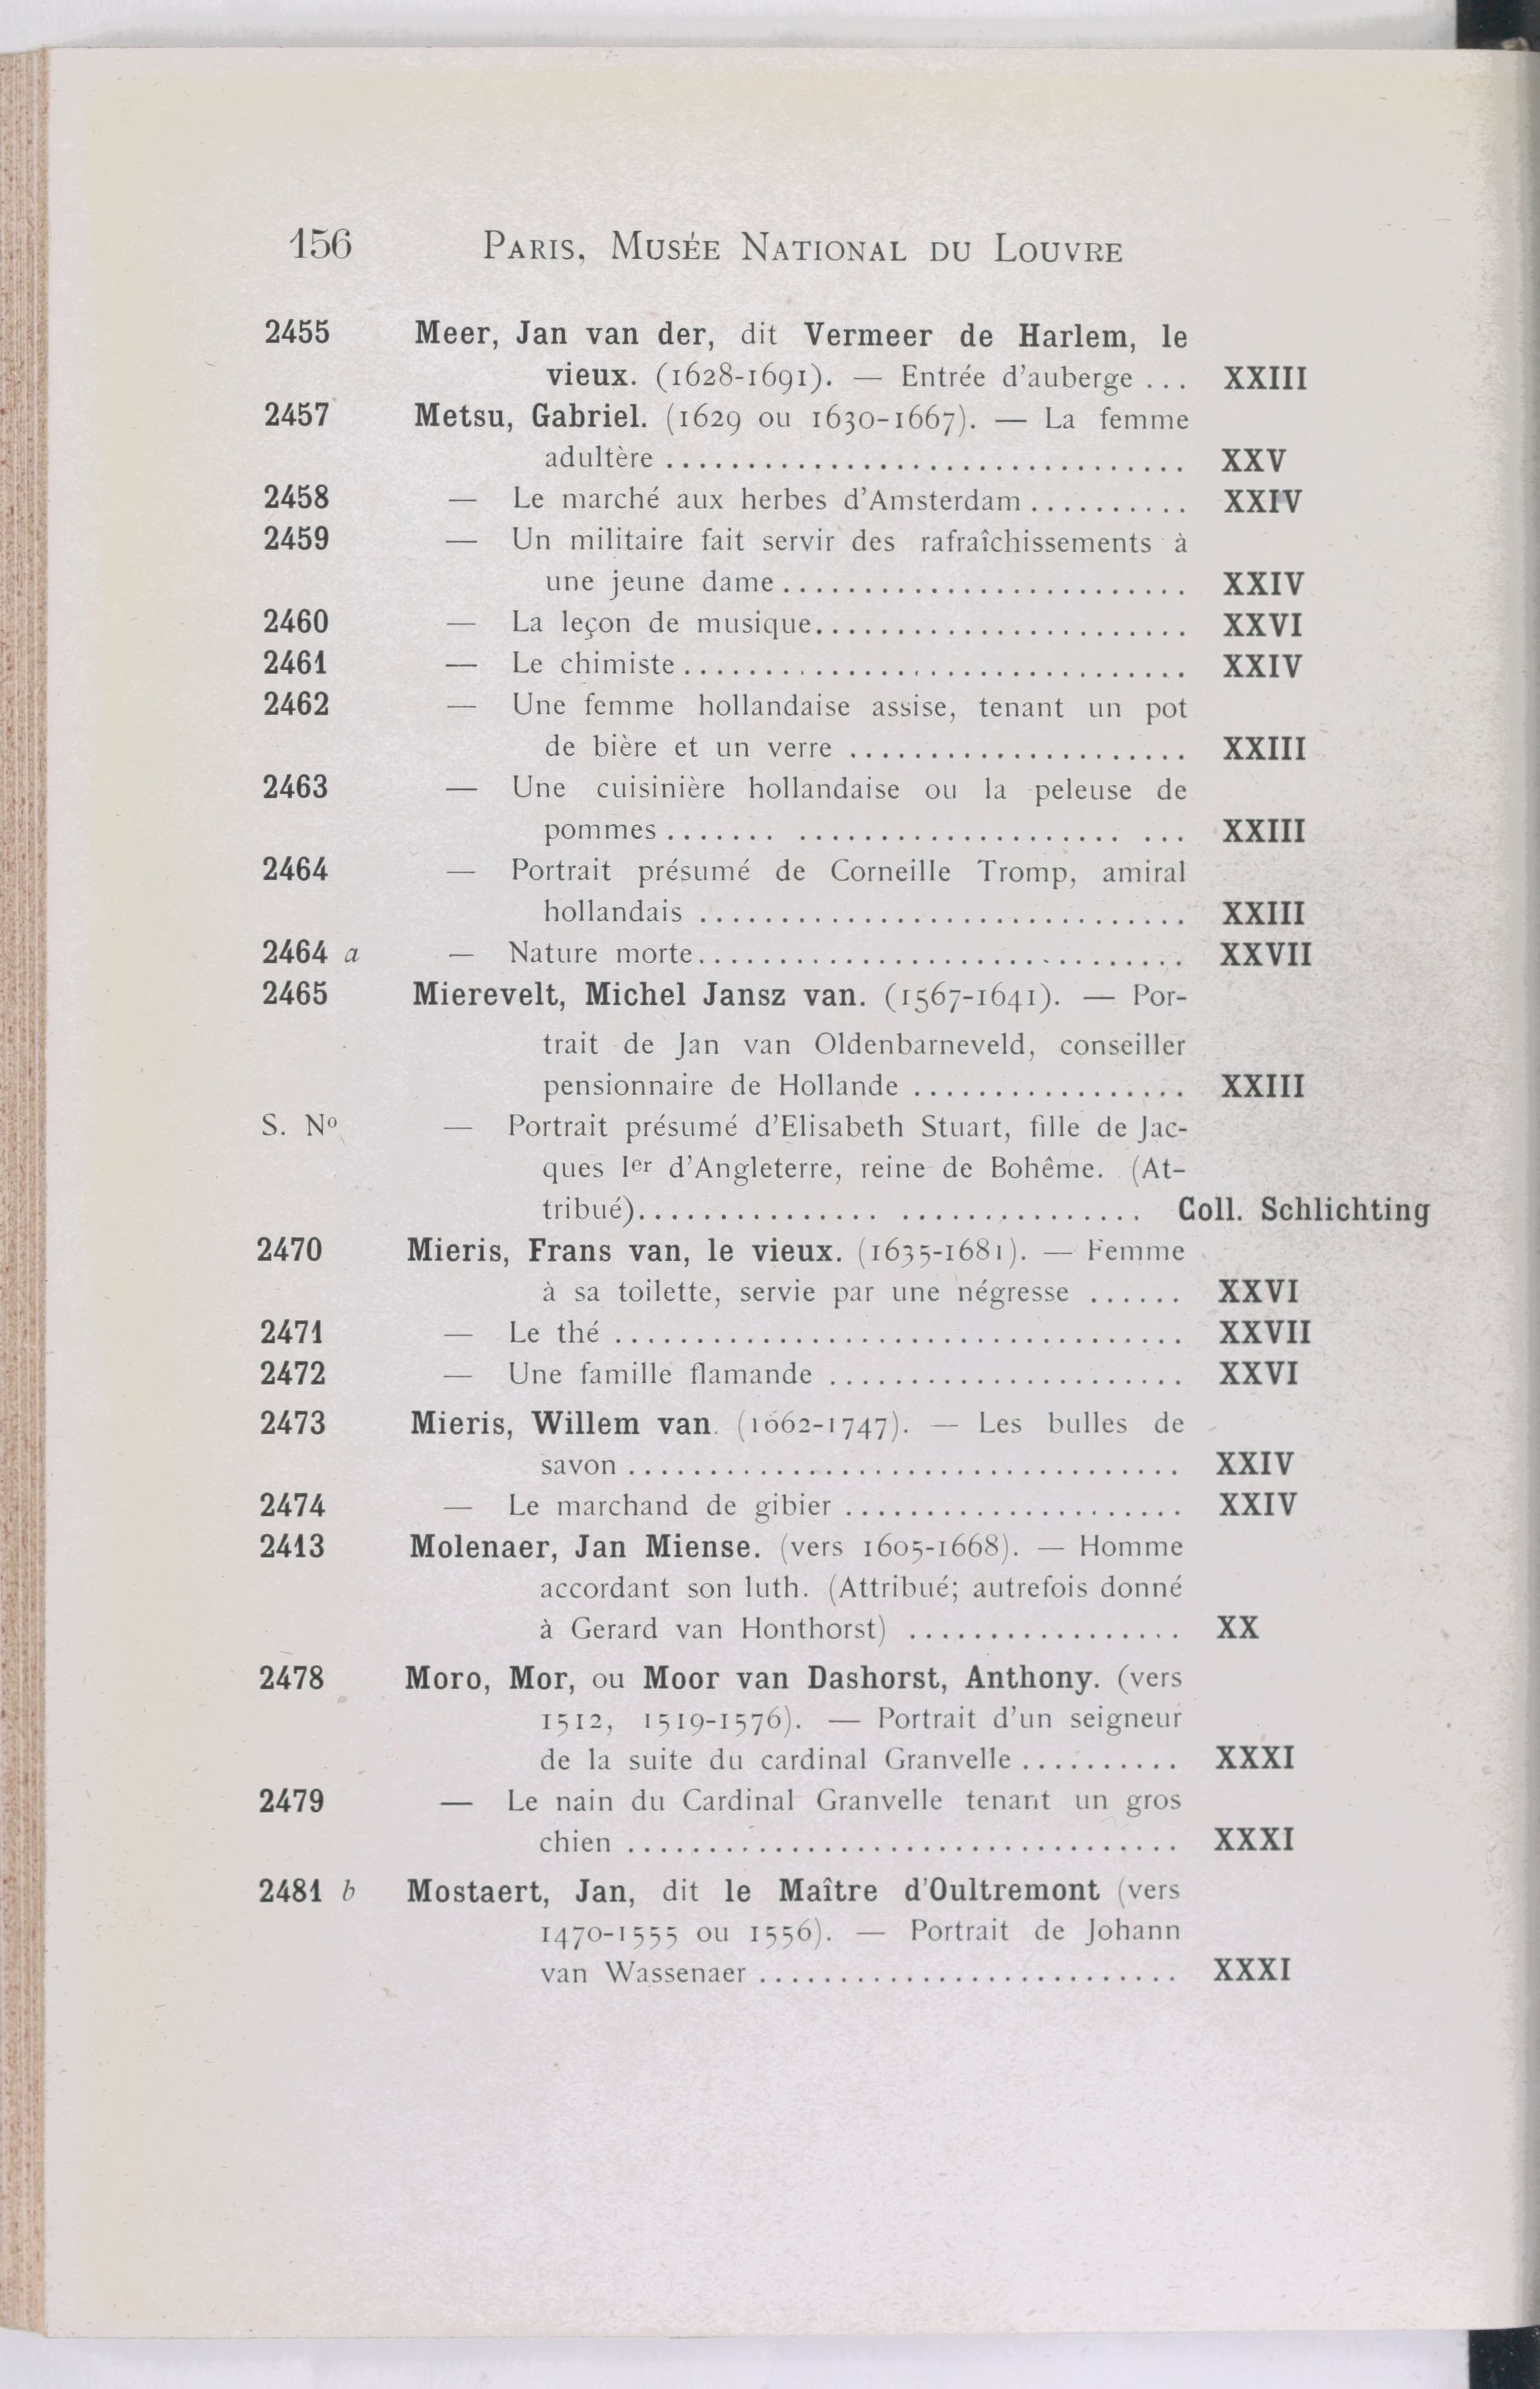 156 PARIS, MUSÉE NATIONAL DU LOUVRE
2455 Meer, Jan van der, dit Vermeer de Harlem, le
vieux. (1628-1691). — Entrée d'auberge ... XXIII
2457 Metsu, Gabriel. (1629 ou 1630-1667). — La femme
adultère ................................ XXV
2458 — Le marché aux herbes d'Amsterdam .......... XXIV
2459 — Un militaire fait servir des rafraîchissements à
une jeune dame......................... XXIV
2460 — La leçon de musique....................... XXVI
2461 — Le chimiste............................... XXIV
2462 — Une femme hollandaise assise, tenant un pot
de bière et un verre ..................... XXIII
2463 — Une cuisinière hollandaise ou la peleuse de
pommes ....... .................... ... XXIII
2464 — Portrait présumé de Corneille Tromp, amiral
hollandais .............................. XXIII
2464 a — Nature morte.............................. XXVII
2465 Mierevelt, Michel Jansz van. (1567-1641). — Por-
trait de Jan van Oldenbarneveld, conseiller
pensionnaire de Hollande ................. XXIII
S. Nº — Portrait présumé d'Elisabeth Stuart, fille de Jac-
ques Ier d'Angleterre, reine de Bohême. (At-
tribué)............... ............... Coll. Schlichting
2470 Mieris, Frans van, le vieux. (1635-1681). — Femme
à sa toilette, servie par une négresse ...... XXVI
2471 — Le thé ................................... XXVII
2472 — Une famille flamande ...................... XXVI
2473 Mieris, Willem van. (1662-1747). — Les bulles de
savon .................................. XXIV
2474 — Le marchand de gibier ..................... XXIV
2413 Molenaer, Jan Miense. (vers 1605-1668). — Homme
accordant son luth. (Attribué; autrefois donné
à Gerard van Honthorst) ................. XX
2478 Moro, Mor, ou Moor van Dashorst, Anthony. (vers
1512, 1519-1576). — Portrait d'un seigneur
de la suite du cardinal Granvelle .......... XXXI
2479 — Le nain du Cardinal Granvelle tenant un gros
chien .................................. XXXI
2481 b Mostaert, Jan, dit le Maître d'Oultremont (vers
1470-1555 ou 1556). — Portrait de Johann
van Wassenaer .......................... XXXI